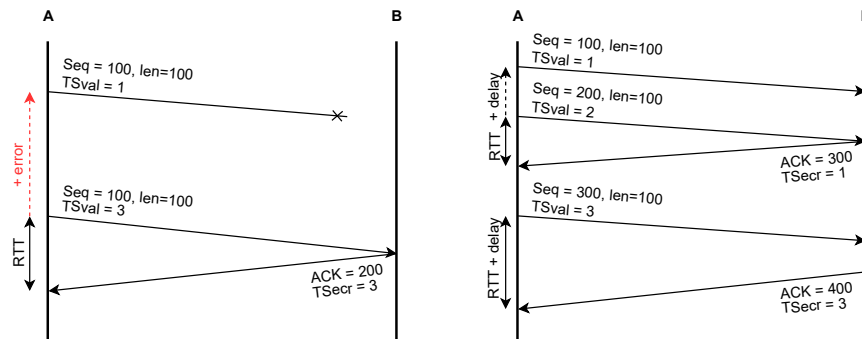 A
B
Seq = 100, len=100
TSval = 1
+ error
Seq = 100, len=100
TSval = 3
RTT
ACK = 200
TSecr = 3
A
Seq = 100, len=100
TSval = 1
Seq = 200, len=100
TSval = 2
RTT + delay
ACK = 300
TSecr = 1
Seq = 300, len=100
TSval = 3
RTT + delay
ACK = 400
TSecr = 3